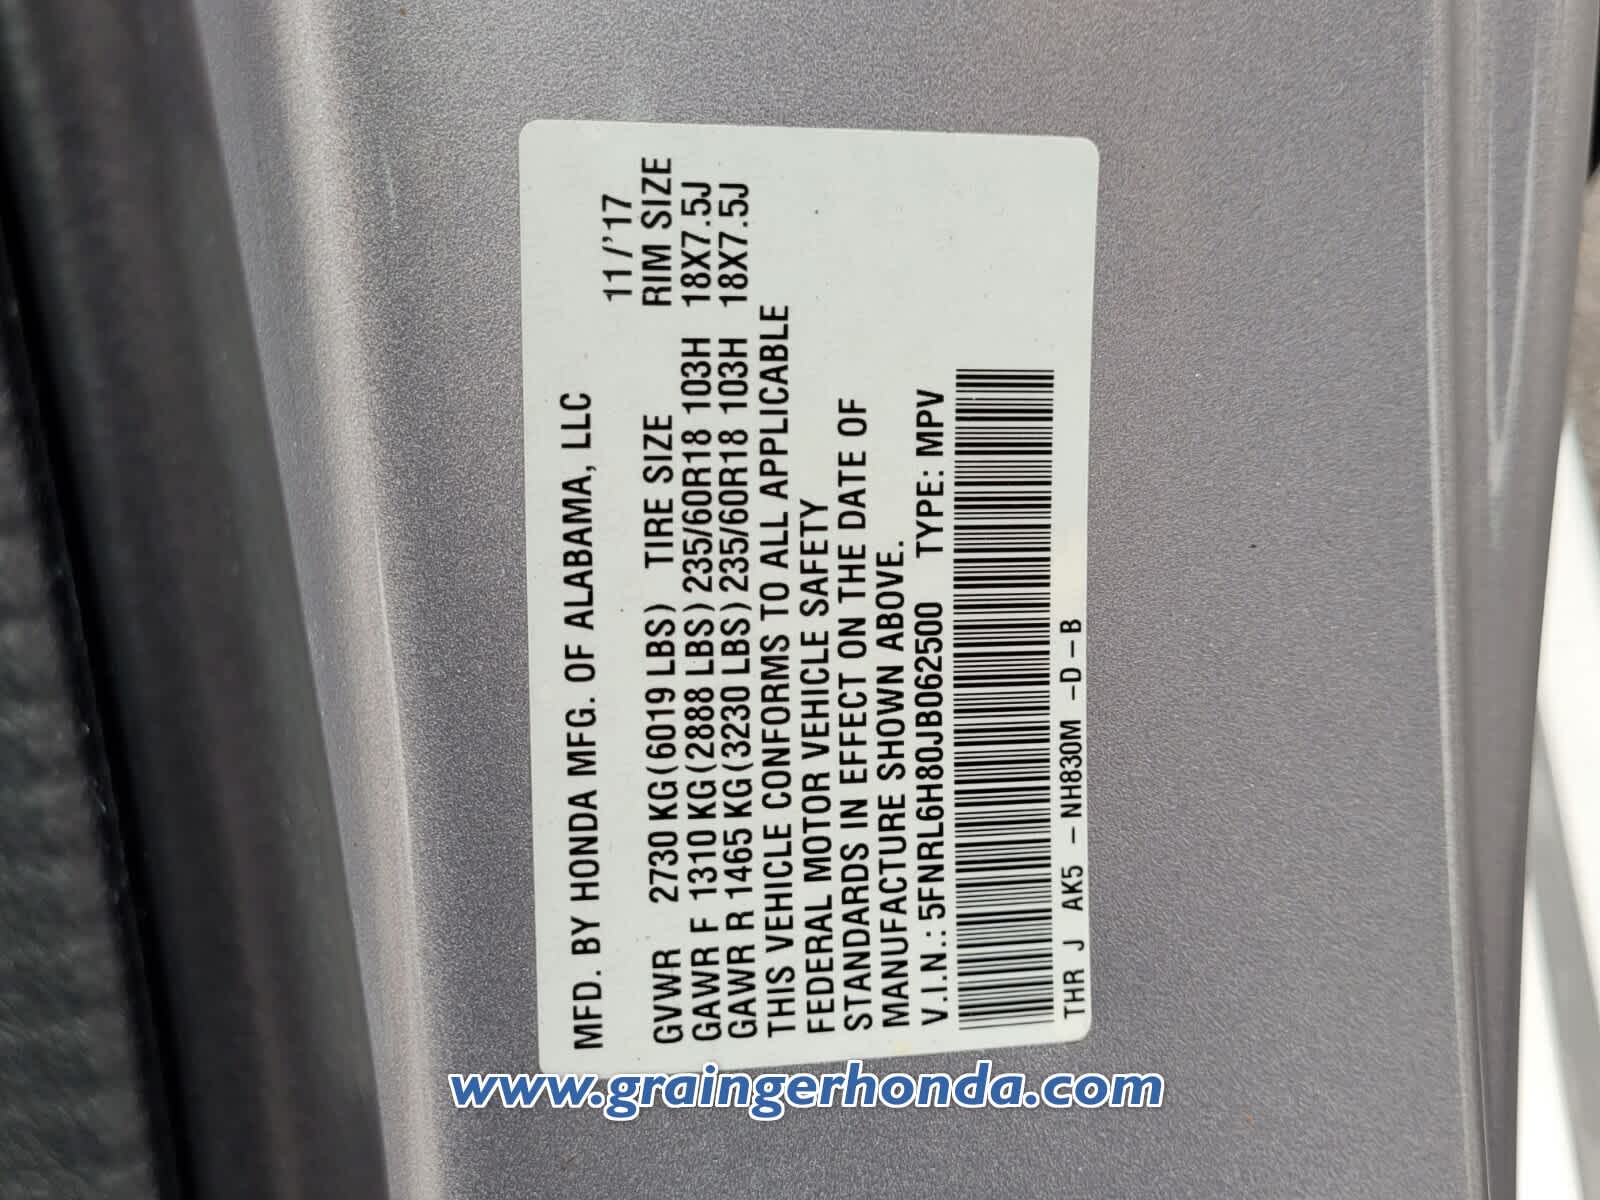 MFD. BY HONDA MFG. OF ALABAMA, LLC
11/'17
GVWR 2730 KG(6019 LBS) TIRE SIZE RIM SIZE
GAWR F 1310 KG(2888 LBS) 235/60R18 103H 18X7.5J
GAWR R 1465 KG(3230 LBS) 235/60R18 103H 18X7.5J
THIS VEHICLE CONFORMS TO ALL APPLICABLE
FEDERAL MOTOR VEHICLE SAFETY
STANDARDS IN EFFECT ON THE DATE OF
MANUFACTURE SHOWN ABOVE.
V.I.N.: 5FNRL6H80JB062500 TYPE: MPV
THR J AK5 - NH830M -D-B
www.graingerhonda.com